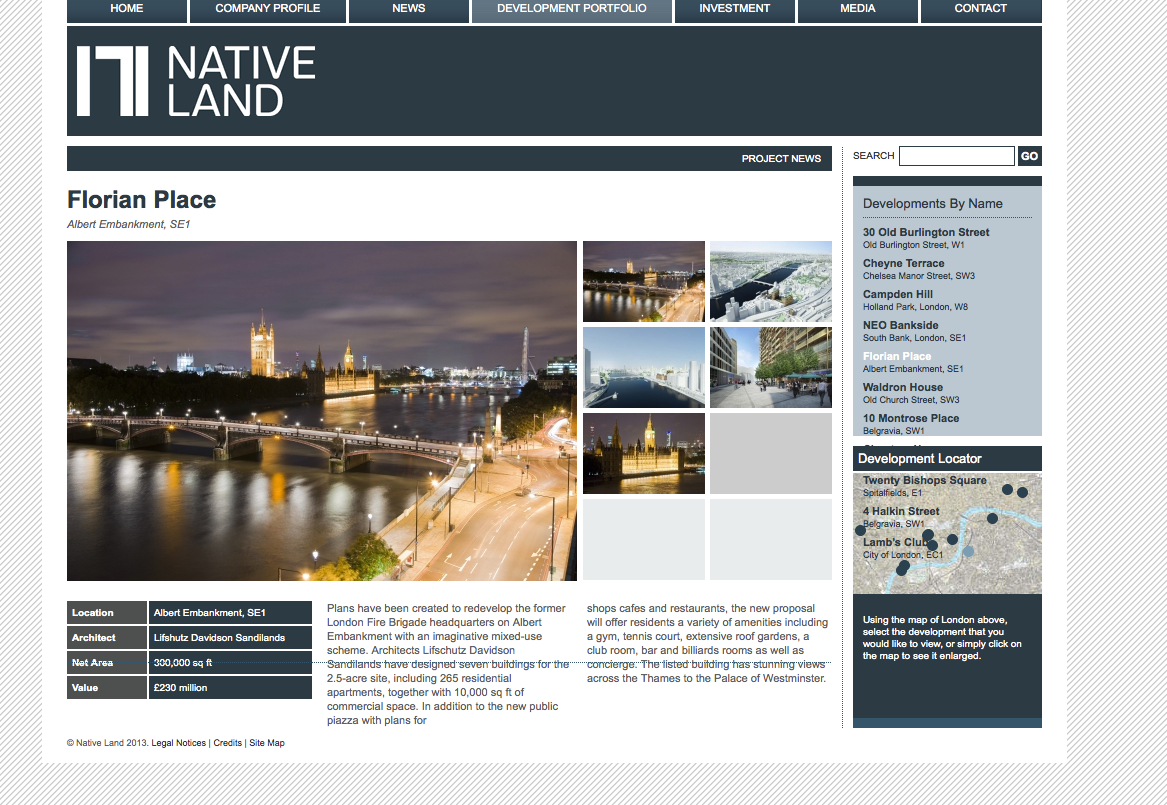 HOME
COMPANY PROFILE
NEWS
DEVELOPMENT PORTFOLIO
INVESTMENT
MEDIA
CONTACT
NATIVE
LAND
PROJECT NEWS
SEARCH
GO
Florian Place
Albert Embankment, SE1
Location
Albert Embankment, SE1
Architect
Lifshutz Davidson Sandilands
Net Area
300,000 sq ft
Value
£230 million
Plans have been created to redevelop the former
London Fire Brigade headquarters on Albert
Embankment with an imaginative mixed-use
scheme. Architects Lifschutz Davidson
Sandilands have designed seven buildings for the
2.5-acre site, including 265 residential
apartments, together with 10,000 sq ft of
commercial space. In addition to the new public
piazza with plans for
shops cafes and restaurants, the new proposal
will offer residents a variety of amenities including
a gym, tennis court, extensive roof gardens, a
club room, bar and billiards rooms as well as
concierge. The listed building has stunning views
across the Thames to the Palace of Westminster.
Developments By Name
30 Old Burlington Street
Old Burlington Street, W1
Cheyne Terrace
Chelsea Manor Street, SW3
Campden Hill
Holland Park, London, W8
NEO Bankside
South Bank, London, SE1
Florian Place
Albert Embankment, SE1
Waldron House
Old Church Street, SW3
10 Montrose Place
Belgravia, SW1
Development Locator
Twenty Bishops Square
Spitalfields, E1
4 Halkin Street
Belgravia, SW1
Lamb's Club
City of London, EC1
Using the map of London above,
select the development that you
would like to view, or simply click on
the map to see it enlarged.
© Native Land 2013. Legal Notices | Credits | Site Map